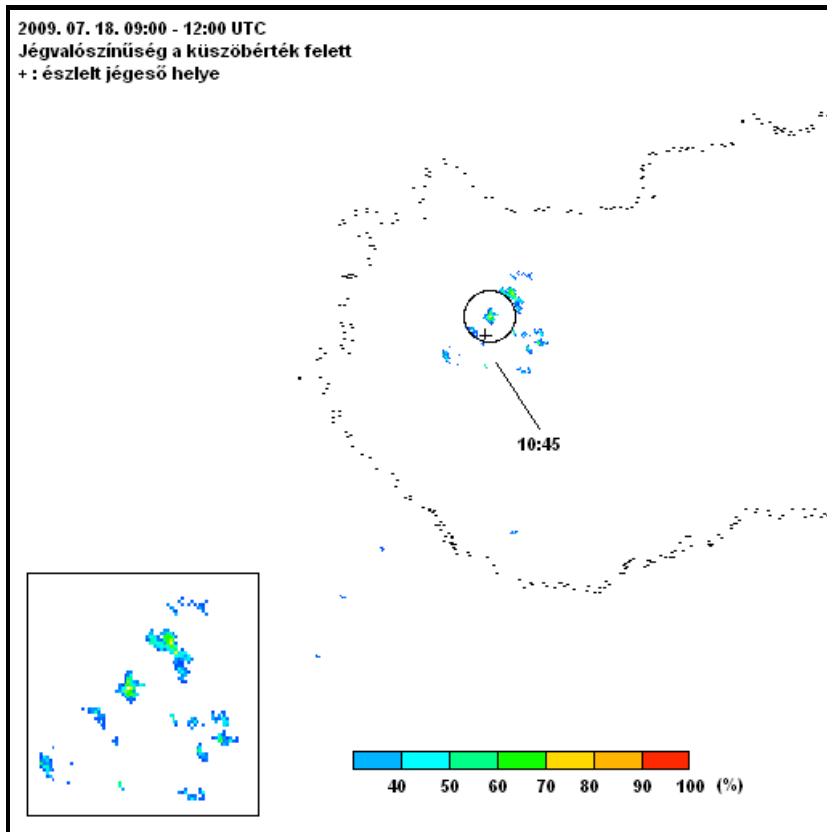 2009. 07. 18. 09:00 - 12:00 UTC
Jégvalószínűség a küszöbérték felett
+ : észlelt jégeső helye
10:45
40 50 60 70 80 90 100 (%)